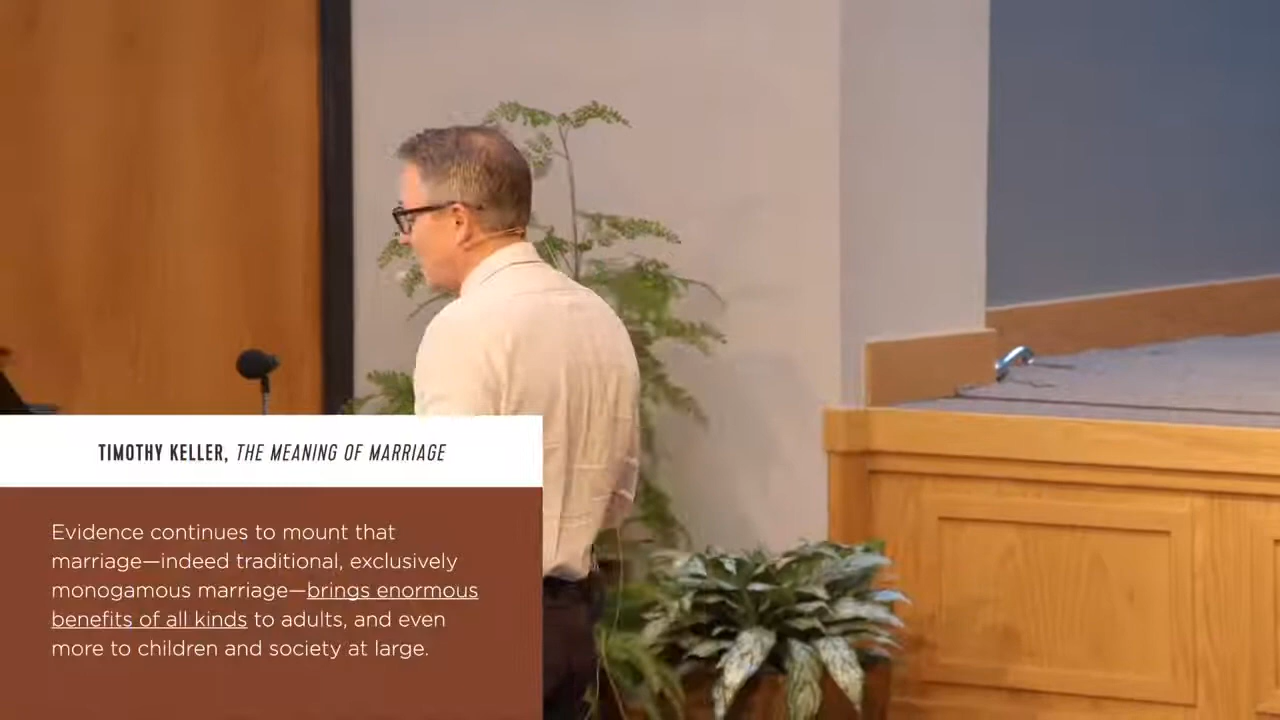 TIMOTHY KELLER, THE MEANING OF MARRIAGE
Evidence continues to mount that
marriage—indeed traditional, exclusively
monogamous marriage—brings enormous
benefits of all kinds to adults, and even
more to children and society at large.